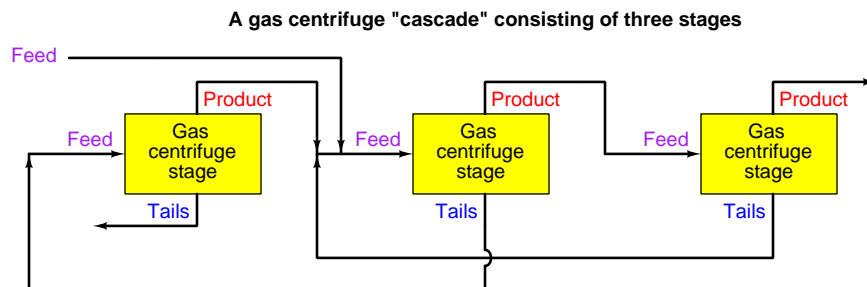 A gas centrifuge "cascade" consisting of three stages
Feed
Product
Product
Product
Feed
Gas
centrifuge
stage
Feed
Gas
centrifuge
stage
Feed
Gas
centrifuge
stage
Tails
Tails
Tails